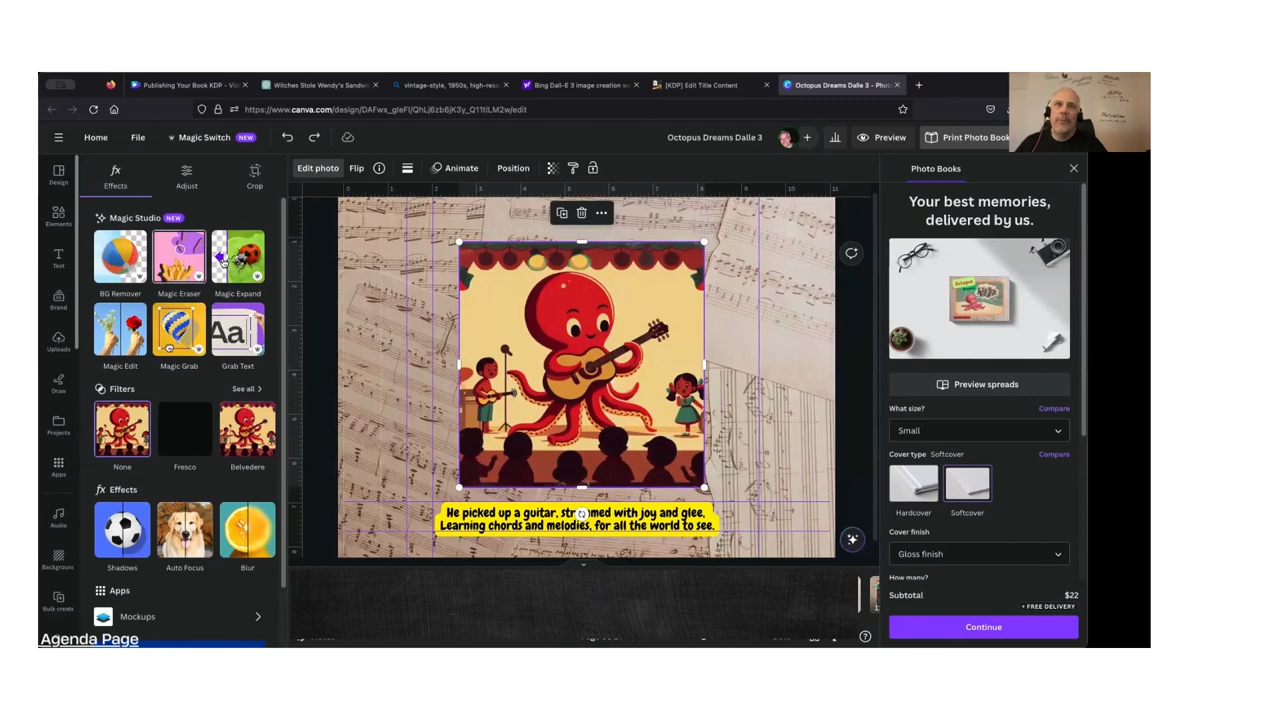 Publishing Your Book KDP - Vid
Witches Stole Wendy's Sandwi
vintage-style, 1950s, high-reso
Bing Dall-E 3 image creation w
[KDP] Edit Title Content
Octopus Dreams Dalle 3 - Phot
https://www.canva.com/design/
Home
File
Magic Switch
NEW
Octopus Dreams Dalle 3
Preview
Print Photo Book
Design
Elements
Text
Brand
Uploads
Draw
Projects
Apps
Audio
Background
Bulk create
Effects
Adjust
Crop
Edit photo
Flip
Animate
Position
Magic Studio
NEW
BG Remover
Magic Eraser
Magic Expand
Magic Edit
Magic Grab
Grab Text
Aa
Filters
See all
None
Fresco
Belvedere
fx Effects
Shadows
Auto Focus
Blur
Apps
Mockups
Agenda Page
He picked up a guitar, with joy and glee,
Learning chords and melodies, for all the world to see.
Photo Books
Your best memories,
delivered by us.
Preview spreads
What size?
Compare
Small
Cover type Softcover
Compare
Hardcover
Softcover
Cover finish
Gloss finish
How many?
Subtotal
$22
+ FREE DELIVERY
Continue